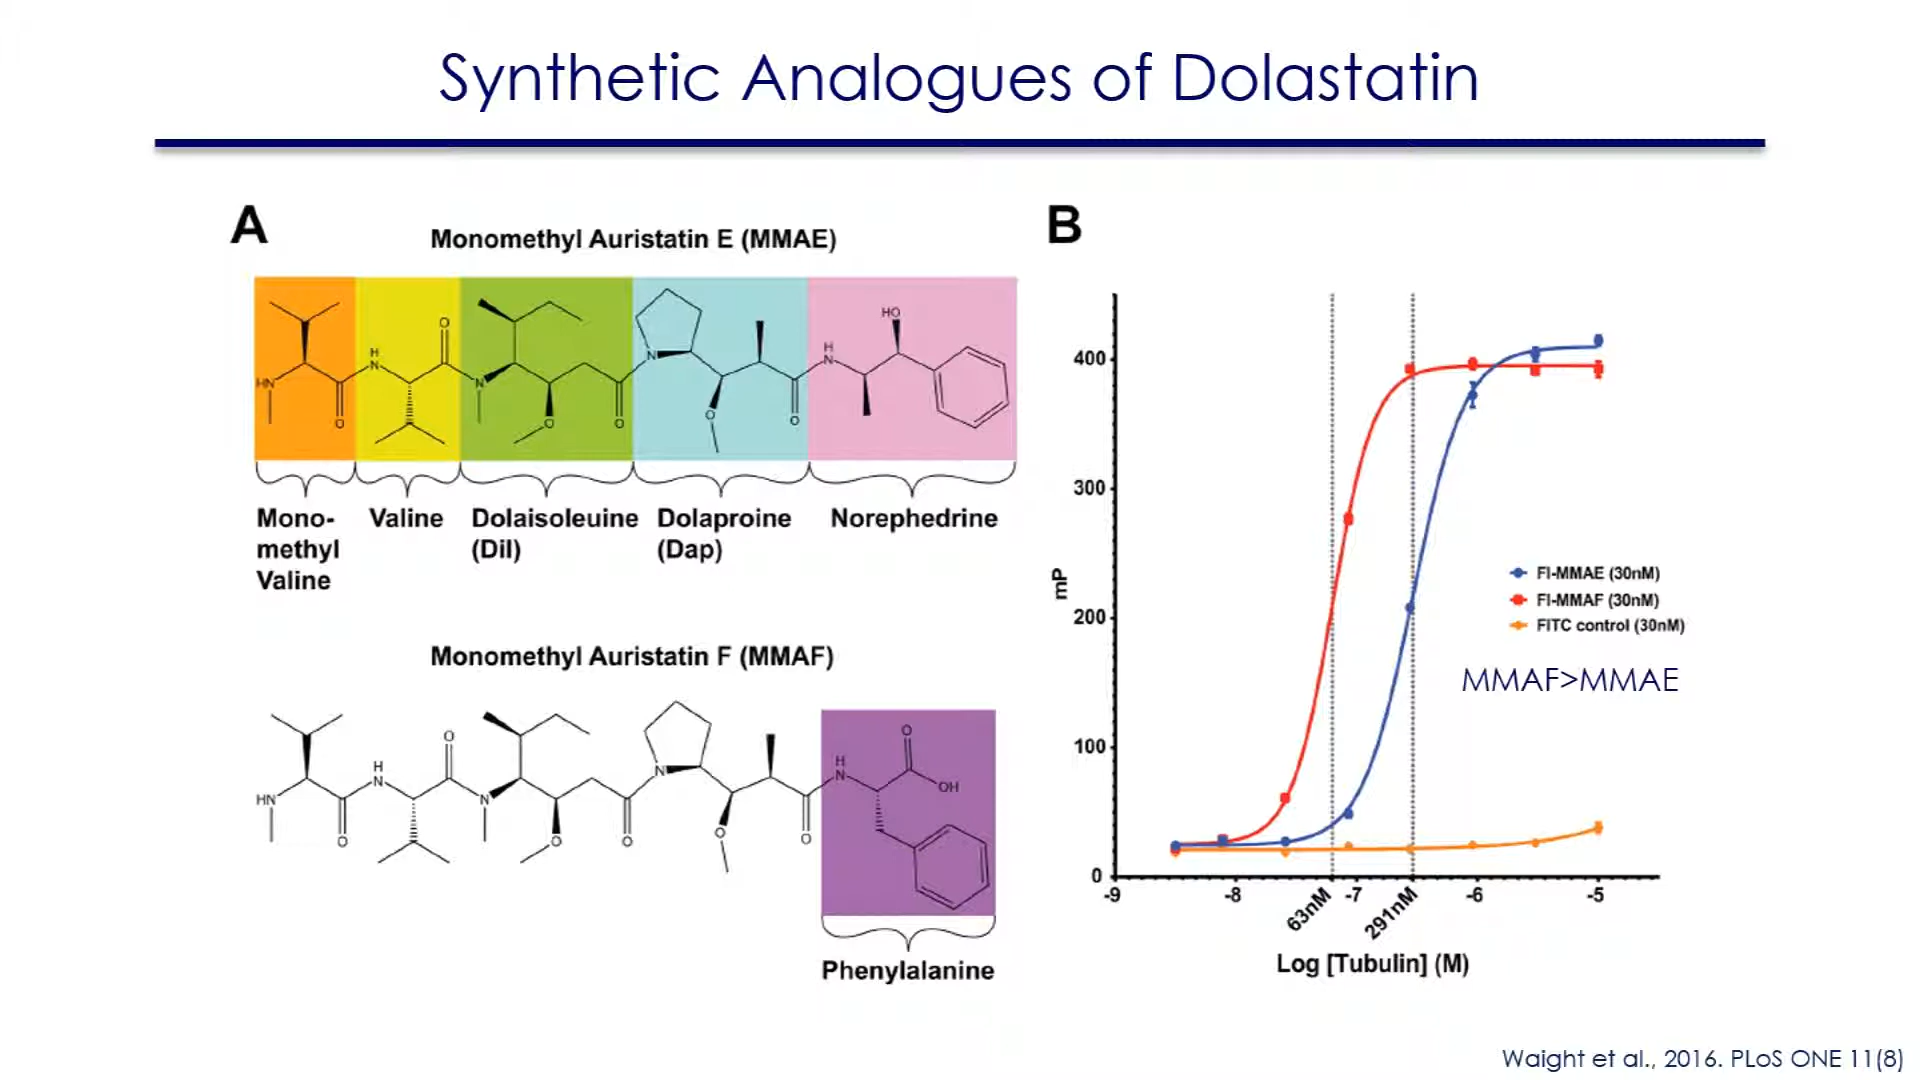 Synthetic Analogues of Dolastatin
A
Monomethyl Auristatin E (MMAE)
HN
O
H
N
O
N
O
O
N
O
O
H
N
HO
Mono-
methyl
Valine
Valine
Dolaisoleuine
(Dil)
Dolaproine
(Dap)
Norephedrine
Monomethyl Auristatin F (MMAF)
HN
O
H
N
O
N
O
O
N
O
O
H
N
O
OH
Phenylalanine
B
mP
400
300
200
100
0
-9
-8
63nM
-7
291nM
-6
-5
Log [Tubulin] (M)
FI-MMAE (30nM)
FI-MMAF (30nM)
FITC control (30nM)
MMAF>MMAE
Waight et al., 2016. PLoS ONE 11(8)